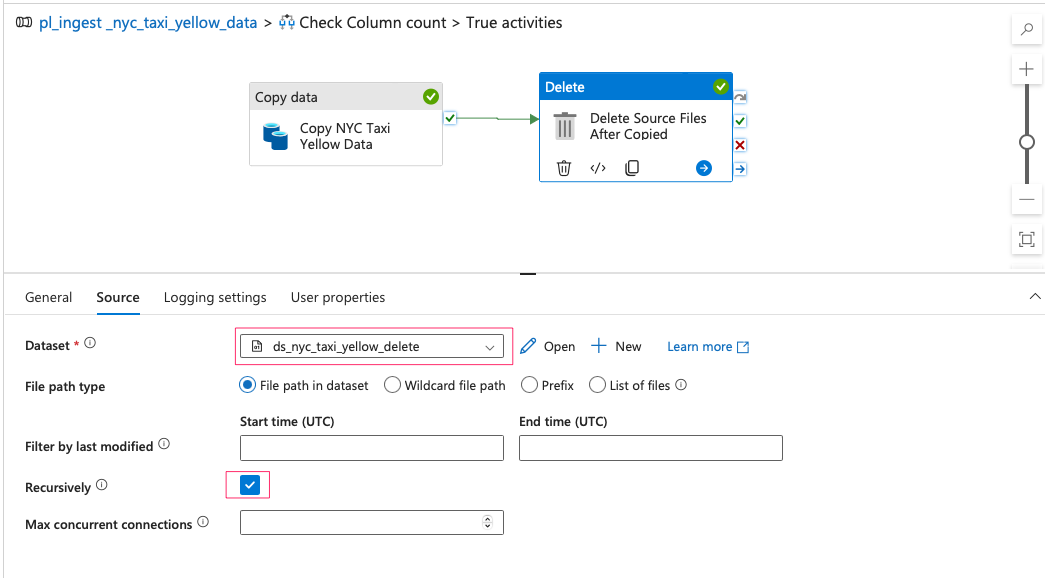 pl_ingest _nyc_taxi_yellow_data > Check Column count > True activities
Copy data
Copy NYC Taxi
Yellow Data
Delete
Delete Source Files
After Copied
General Source Logging settings User properties
Dataset * ds_nyc_taxi_yellow_delete Open New Learn more
File path type File path in dataset Wildcard file path Prefix List of files
Start time (UTC) End time (UTC)
Filter by last modified
Recursively
Max concurrent connections